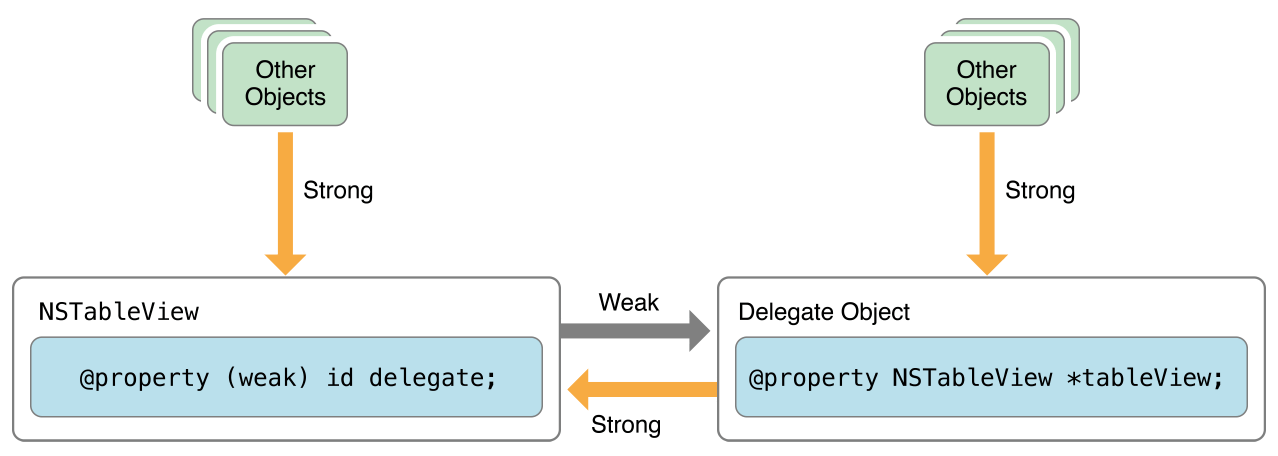 Other
Objects
Other
Objects
Strong
Strong
NSTableView
@property (weak) id delegate;
Weak
Strong
Delegate Object
@property NSTableView *tableView;